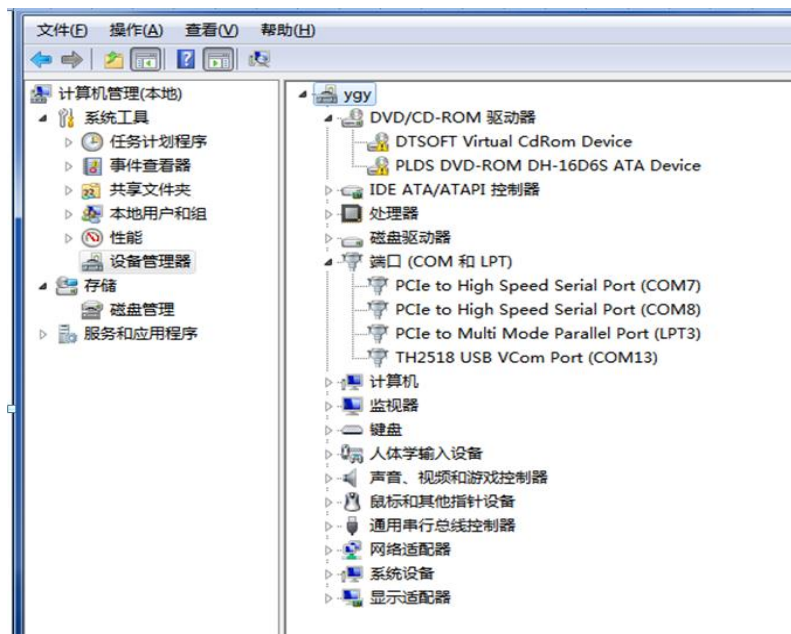 文件(F) 操作(A) 查看(V) 帮助(H)
计算机管理(本地)
系统工具
任务计划程序
事件查看器
共享文件夹
本地用户和组
性能
设备管理器
存储
磁盘管理
服务和应用程序
ygy
DVD/CD-ROM 驱动器
DTSOFT Virtual CdRom Device
PLDS DVD-ROM DH-16D6S ATA Device
IDE ATA/ATAPI 控制器
处理器
磁盘驱动器
端口 (COM 和 LPT)
PCIe to High Speed Serial Port (COM7)
PCIe to High Speed Serial Port (COM8)
PCIe to Multi Mode Parallel Port (LPT3)
TH2518 USB VCom Port (COM13)
计算机
监视器
键盘
人体学输入设备
声音、视频和游戏控制器
鼠标和其他指针设备
通用串行总线控制器
网络适配器
系统设备
显示适配器